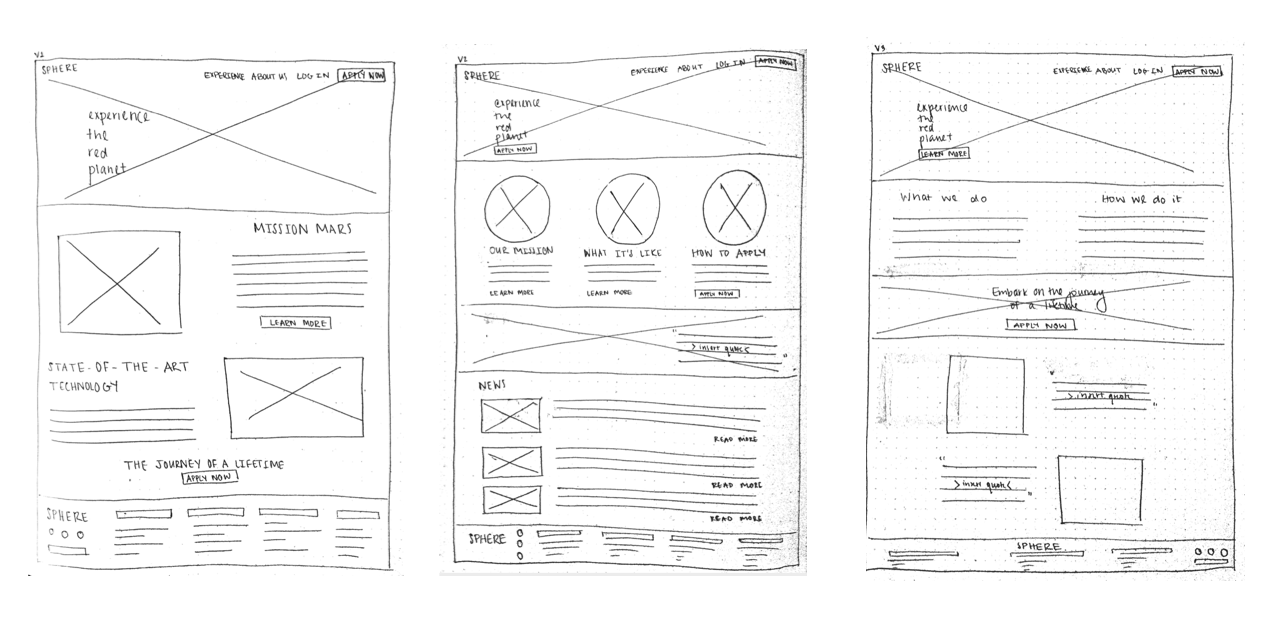 V1
SPHERE
EXPERIENCE ABOUT US LOG IN APPLY NOW
experience
the
red
planet
MISSION MARS
LEARN MORE
STATE-OF-THE-ART
TECHNOLOGY
THE JOURNEY OF A LIFETIME
APPLY NOW
SPHERE
V2
SPHERE
EXPERIENCE ABOUT LOG IN APPLY NOW
experience
the
red
planet
APPLY NOW
OUR MISSION WHAT IT'S LIKE HOW TO APPLY
LEARN MORE LEARN MORE APPLY NOW
"
> insert quote <
"
NEWS
READ MORE
READ MORE
READ MORE
SPHERE
V3
SPHERE
EXPERIENCE ABOUT LOG IN APPLY NOW
experience
the
red
planet
LEARN MORE
What we do How we do it
Embark on the journey
of a lifetime
APPLY NOW
"
> insert quote
"
"
> insert quote <
"
SPHERE